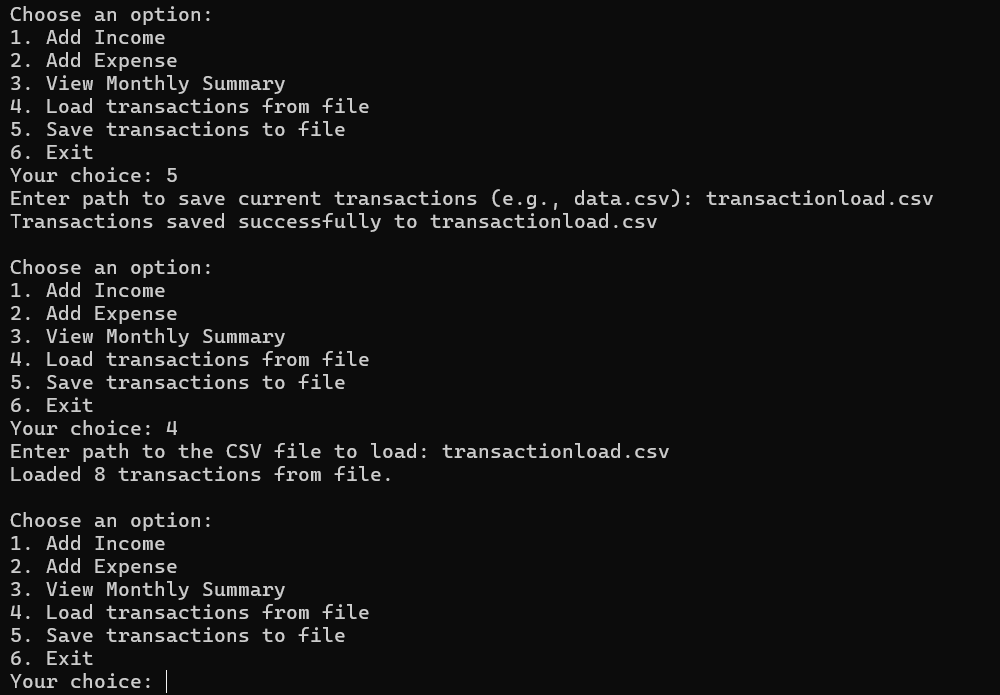 Choose an option:
1. Add Income
2. Add Expense
3. View Monthly Summary
4. Load transactions from file
5. Save transactions to file
6. Exit
Your choice: 5
Enter path to save current transactions (e.g., data.csv): transactionload.csv
Transactions saved successfully to transactionload.csv
Choose an option:
1. Add Income
2. Add Expense
3. View Monthly Summary
4. Load transactions from file
5. Save transactions to file
6. Exit
Your choice: 4
Enter path to the CSV file to load: transactionload.csv
Loaded 8 transactions from file.
Choose an option:
1. Add Income
2. Add Expense
3. View Monthly Summary
4. Load transactions from file
5. Save transactions to file
6. Exit
Your choice: